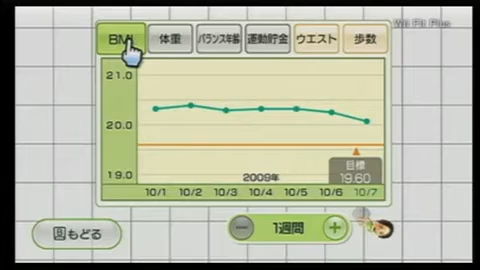 Wii Fit Plus
BMI 体重 バランス年齢 運動貯金 ウエスト 歩数
21.0
20.0
19.0
2009年
目標
19.60
10/1 10/2 10/3 10/4 10/5 10/6 10/7
もどる
− 1週間 +